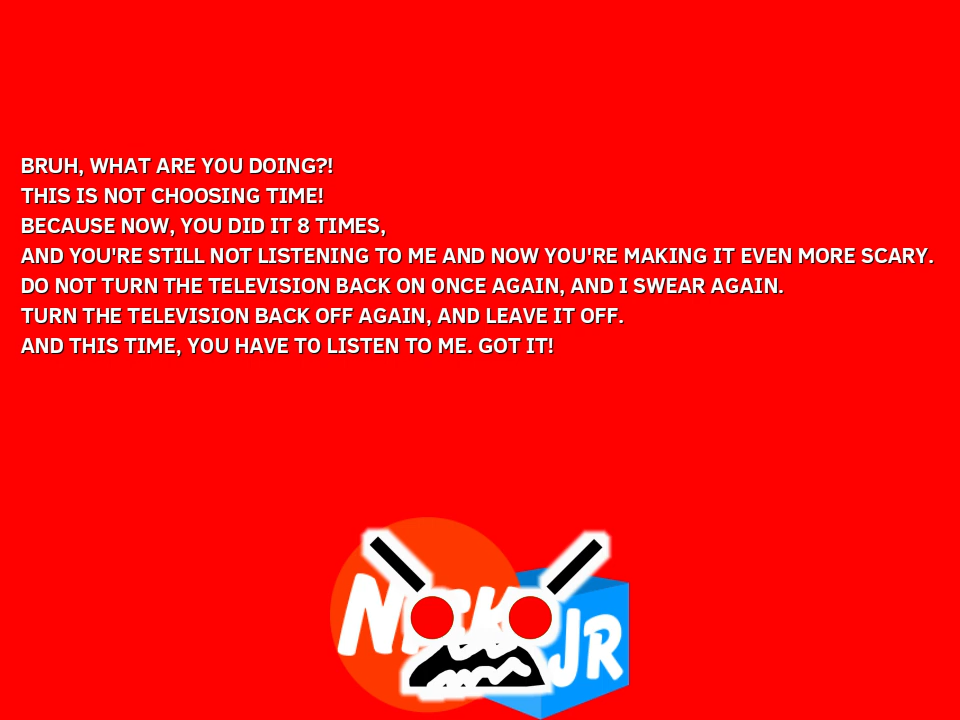 BRUH, WHAT ARE YOU DOING?!
THIS IS NOT CHOOSING TIME!
BECAUSE NOW, YOU DID IT 8 TIMES,
AND YOU'RE STILL NOT LISTENING TO ME AND NOW YOU'RE MAKING IT EVEN MORE SCARY.
DO NOT TURN THE TELEVISION BACK ON ONCE AGAIN, AND I SWEAR AGAIN.
TURN THE TELEVISION BACK OFF AGAIN, AND LEAVE IT OFF.
AND THIS TIME, YOU HAVE TO LISTEN TO ME. GOT IT!
NICK JR